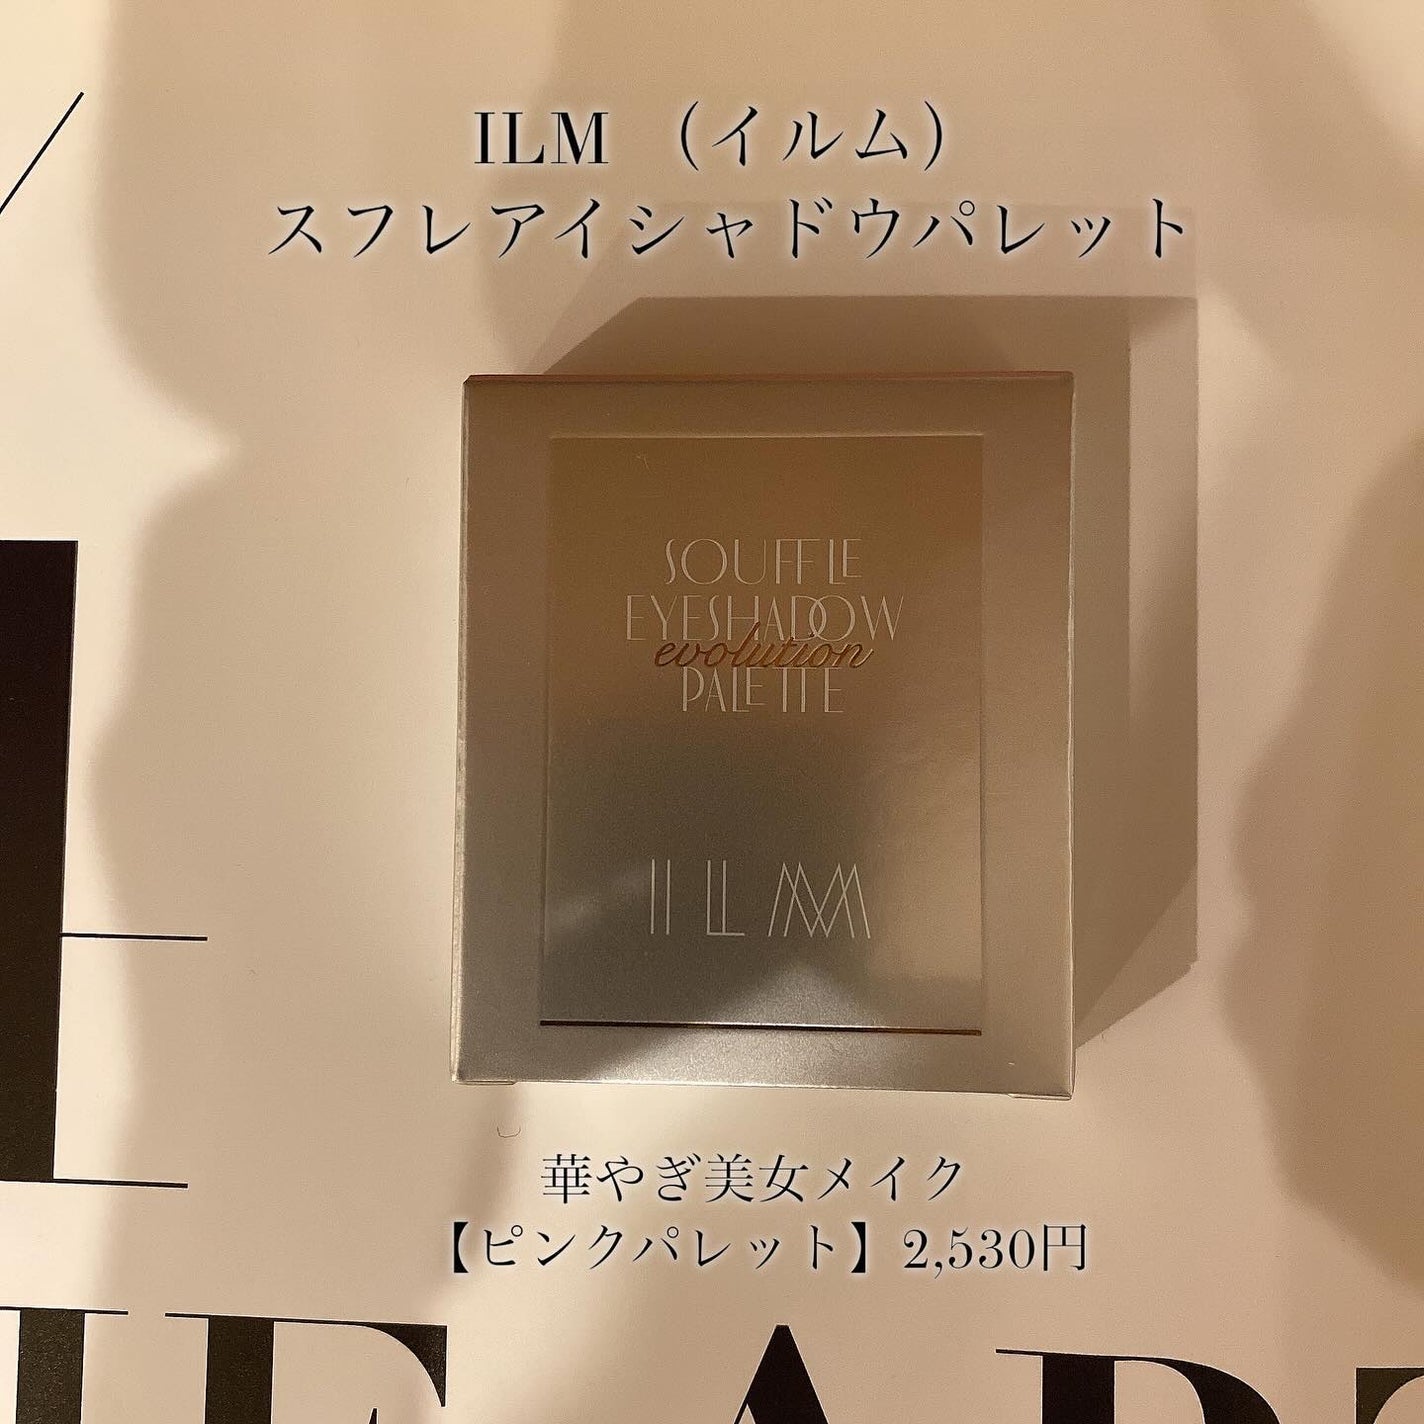 ILM （イルム）
スフレアイシャドウパレット
SOUFFLE
EYESHADOW
evolution
PALETTE
ILM
華やぎ美女メイク
【ピンクパレット】2,530円